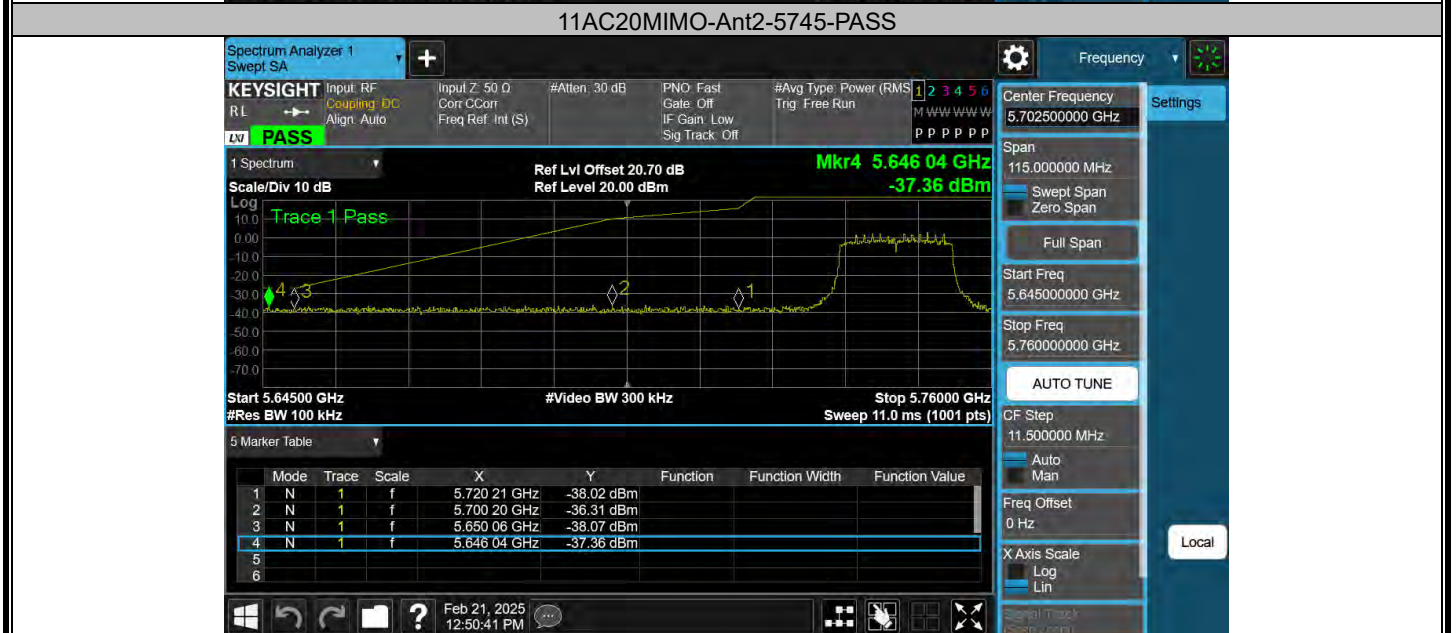 11AC20MIMO-Ant2-5745-PASS
Spectrum Analyzer 1
Swept SA
+
Frequency
KEYSIGHT
RL
LXI PASS
Input: RF
Coupling: DC
Align: Auto
Input Z: 50 Ω
Corr CCorr
Freq Ref: Int (S)
#Atten: 30 dB
PNO: Fast
Gate: Off
IF Gain: Low
Sig Track: Off
#Avg Type: Power (RMS
Trig: Free Run
1 2 3 4 5 6
M W W W W W
P P P P P P
1 Spectrum
Scale/Div 10 dB
Ref Lvl Offset 20.70 dB
Ref Level 20.00 dBm
Mkr4 5.646 04 GHz
-37.36 dBm
Log
Trace 1 Pass
10.0
0.00
-10.0
-20.0
-30.0
-40.0
-50.0
-60.0
-70.0
4 3 2 1
Start 5.64500 GHz
#Video BW 300 kHz
Stop 5.76000 GHz
#Res BW 100 kHz
Sweep 11.0 ms (1001 pts)
5 Marker Table
Mode Trace Scale X Y Function Function Width Function Value
1 N 1 f 5.720 21 GHz -38.02 dBm
2 N 1 f 5.700 20 GHz -36.31 dBm
3 N 1 f 5.650 06 GHz -38.07 dBm
4 N 1 f 5.646 04 GHz -37.36 dBm
5
6
?
Feb 21, 2025
12:50:41 PM
Center Frequency
5.702500000 GHz
Settings
Span
115.000000 MHz
Swept Span
Zero Span
Full Span
Start Freq
5.645000000 GHz
Stop Freq
5.760000000 GHz
AUTO TUNE
CF Step
11.500000 MHz
Auto
Man
Freq Offset
0 Hz
X Axis Scale
Log
Lin
Local
Signal Track